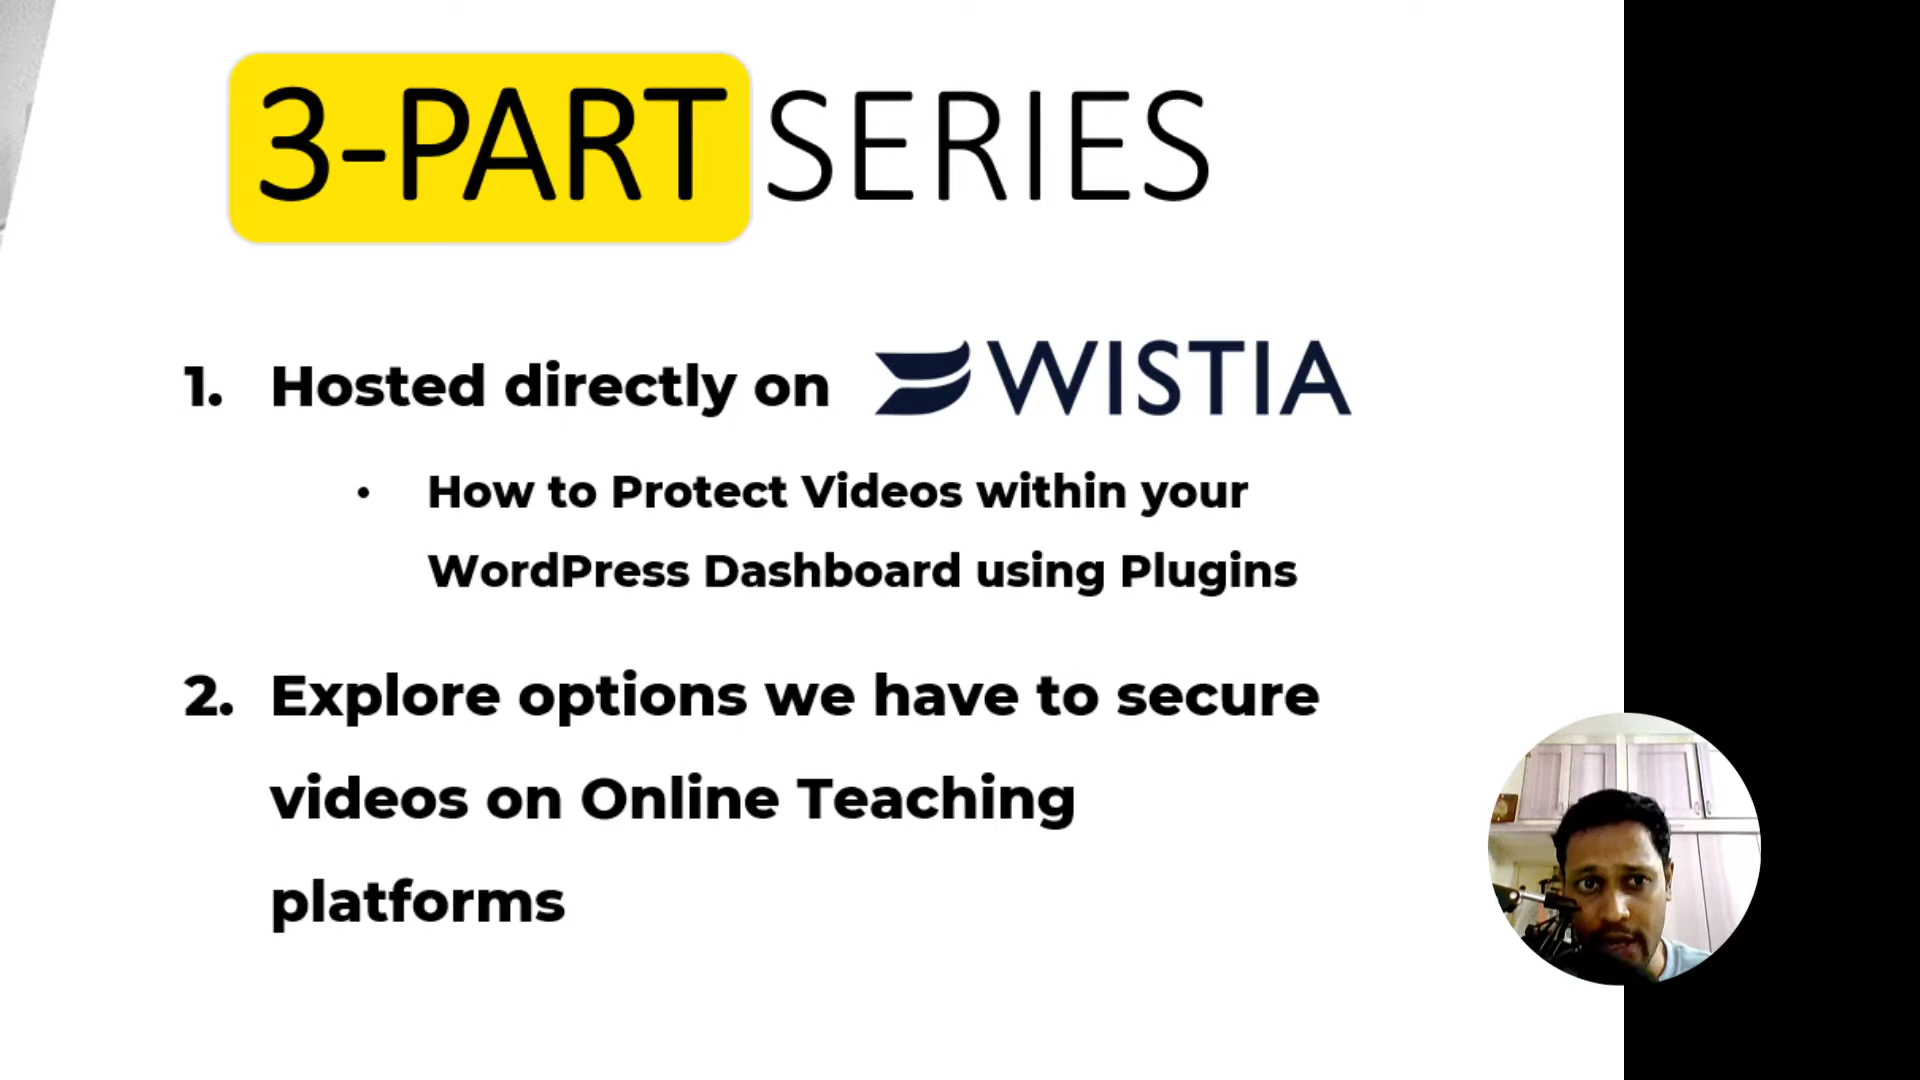 3-PART SERIES
1. Hosted directly on WISTIA
• How to Protect Videos within your
WordPress Dashboard using Plugins
2. Explore options we have to secure
videos on Online Teaching
platforms